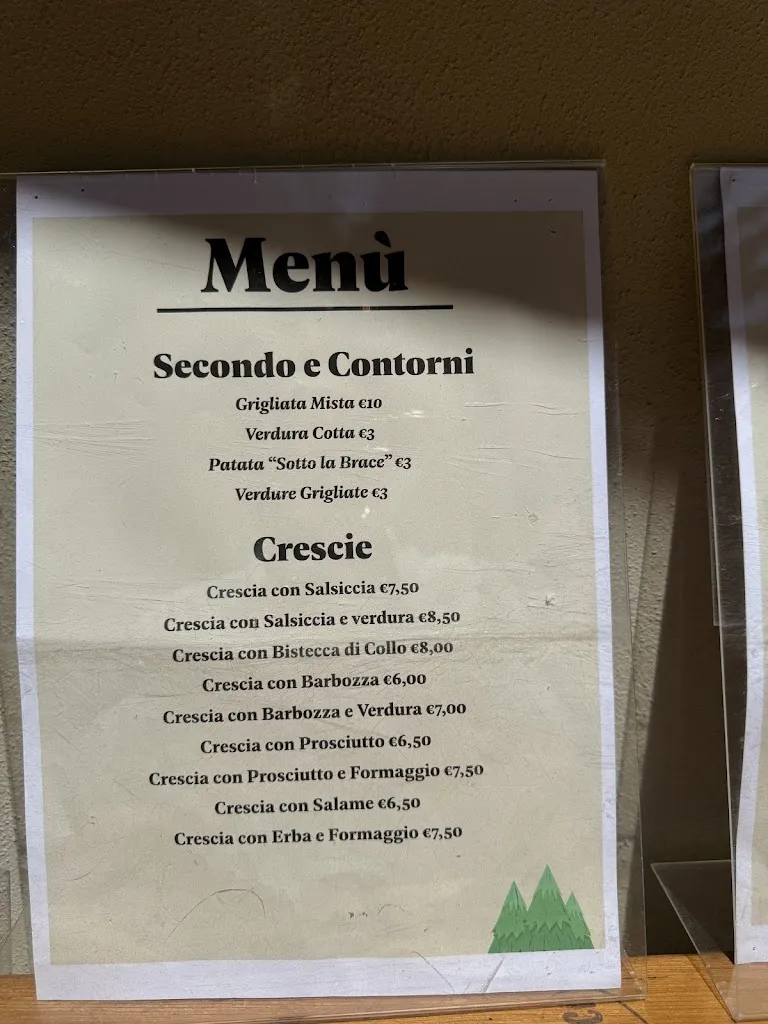 Menù
Secondo e Contorni
Grigliata Mista €10
Verdura Cotta €3
Patata “Sotto la Brace” €3
Verdure Grigliate €3
Crescie
Crescia con Salsiccia €7,50
Crescia con Salsiccia e verdura €8,50
Crescia con Bistecca di Collo €8,00
Crescia con Barbozza €6,00
Crescia con Barbozza e Verdura €7,00
Crescia con Prosciutto €6,50
Crescia con Prosciutto e Formaggio €7,50
Crescia con Salame €6,50
Crescia con Erba e Formaggio €7,50